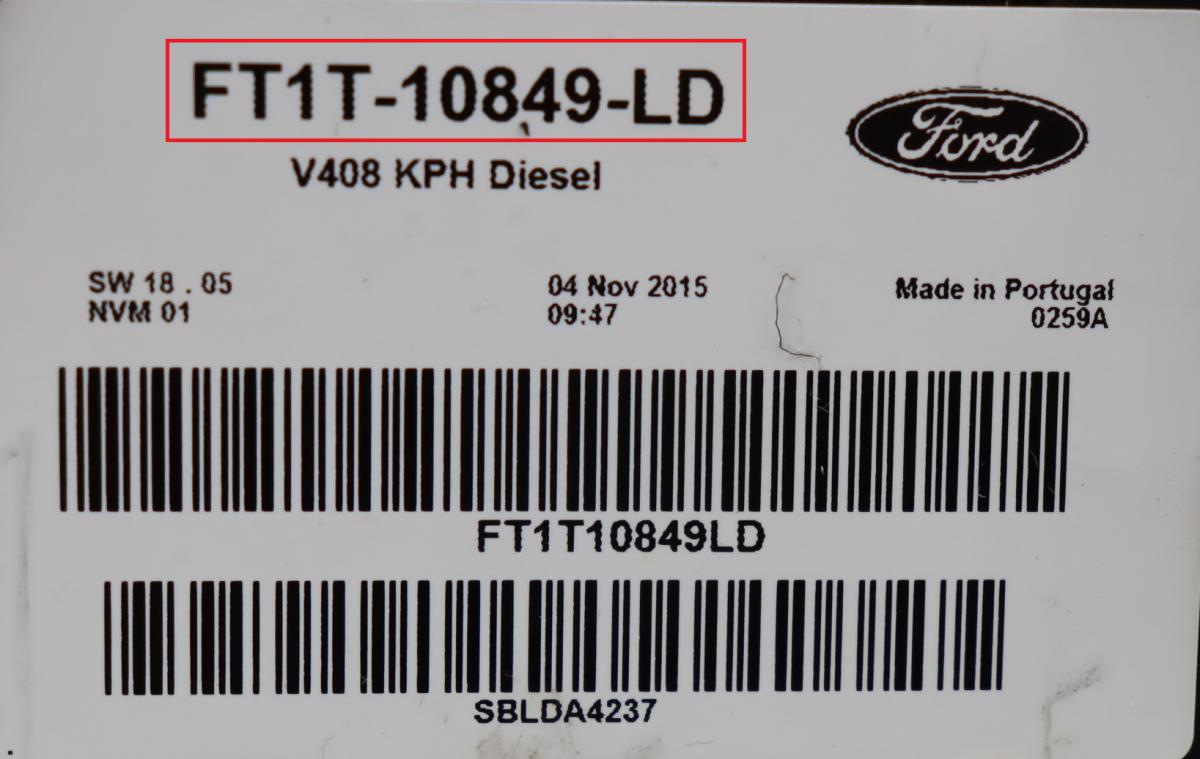 FT1T-10849-LD
Ford
V408 KPH Diesel
SW 18 . 05
NVM 01
04 Nov 2015
09:47
Made in Portugal
0259A
FT1T10849LD
SBLDA4237